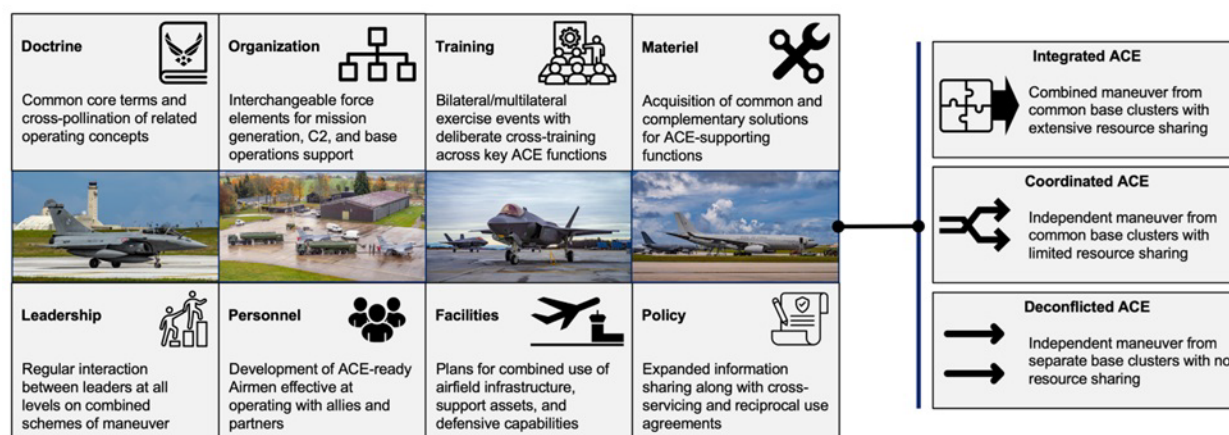 Doctrine
Common core terms and
cross-pollination of related
operating concepts
Organization
Interchangeable force
elements for mission
generation, C2, and base
operations support
Training
Bilateral/multilateral
exercise events with
deliberate cross-training
across key ACE functions
Materiel
Acquisition of common and
complementary solutions
for ACE-supporting
functions
Leadership
Regular interaction
between leaders at all
levels on combined
schemes of maneuver
Personnel
Development of ACE-ready
Airmen effective at
operating with allies and
partners
Facilities
Plans for combined use of
airfield infrastructure,
support assets, and
defensive capabilities
Policy
Expanded information
sharing along with cross-
servicing and reciprocal use
agreements
Integrated ACE
Combined maneuver from
common base clusters with
extensive resource sharing
Coordinated ACE
Independent maneuver from
common base clusters with
limited resource sharing
Deconflicted ACE
Independent maneuver from
separate base clusters with no
resource sharing